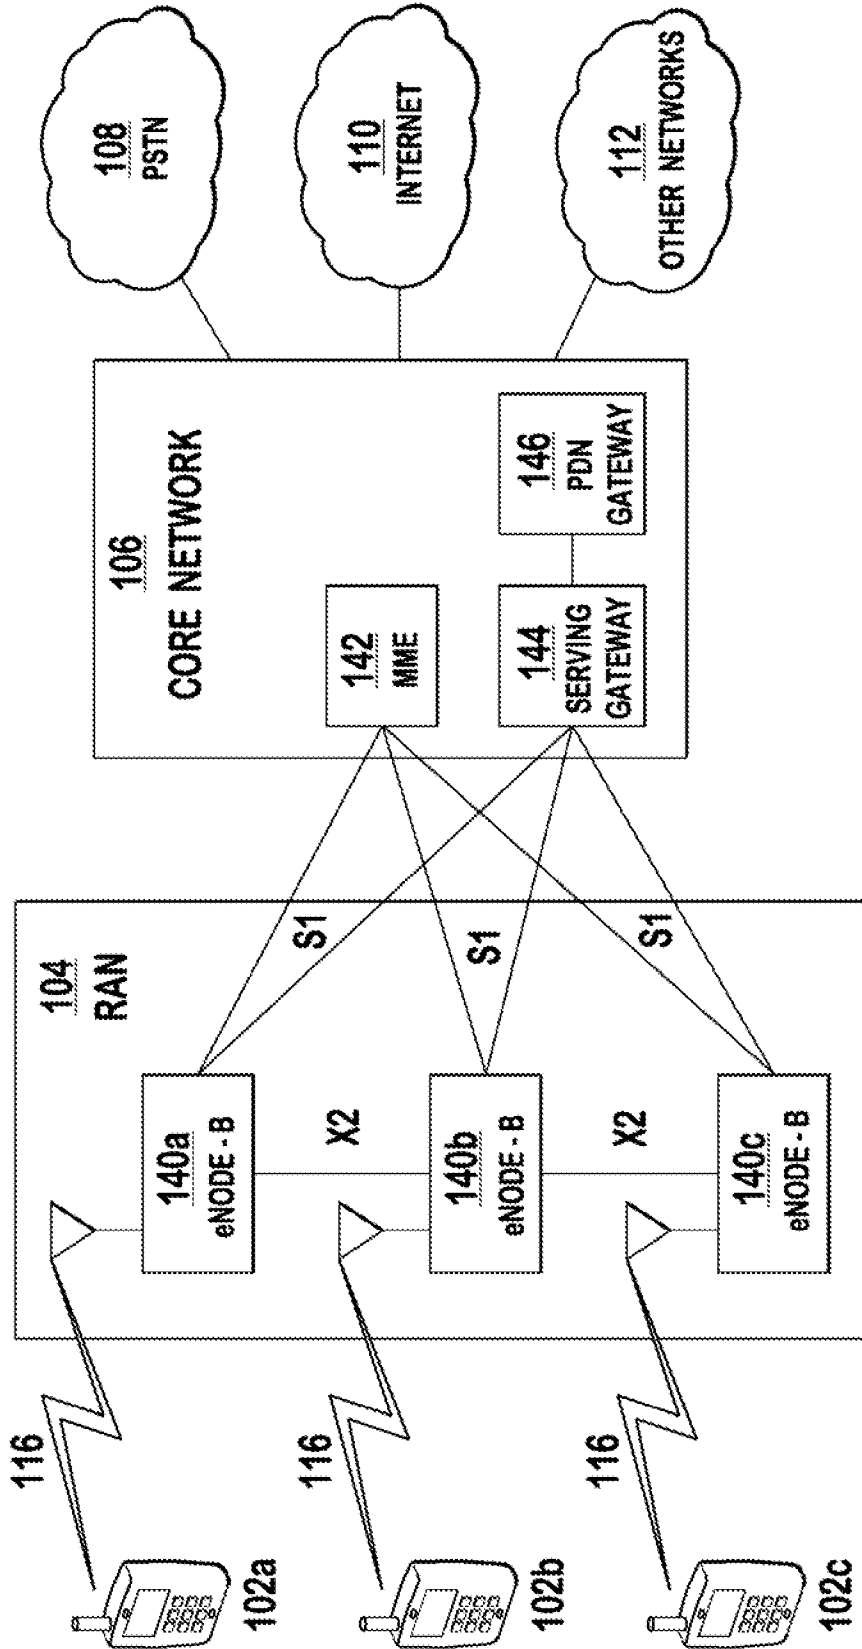 102a
102b
102c
116
116
116
104
RAN
140a
eNODE - B
X2
140b
eNODE - B
X2
140c
eNODE - B
S1
S1
S1
106
CORE NETWORK
142
MME
144
SERVING
GATEWAY
146
PDN
GATEWAY
108
PSTN
110
INTERNET
112
OTHER NETWORKS